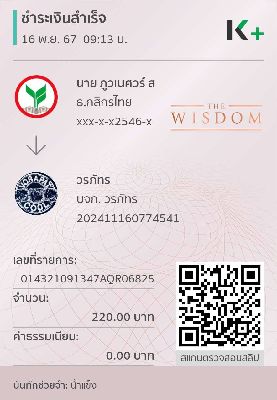 ชำระเงินสำเร็จ
16 พ.ย. 67 09:13 น.
K+
นาย ภูวเนศวร์ ส
ธ.กสิกรไทย
xxx-x-x2546-x
THE
WISDOM
วรภัทร
บจก. วรภัทร
202411160774541
เลขที่รายการ:
014321091347AQR06825
จำนวน:
220.00 บาท
ค่าธรรมเนียม:
0.00 บาท
สแกนตรวจสอบสลิป
บันทึกช่วยจำ: น้ำแข็ง